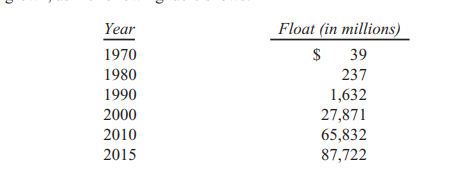 Year Float (in millions)
1970 $ 39
1980 237
1990 1,632
2000 27,871
2010 65,832
2015 87,722